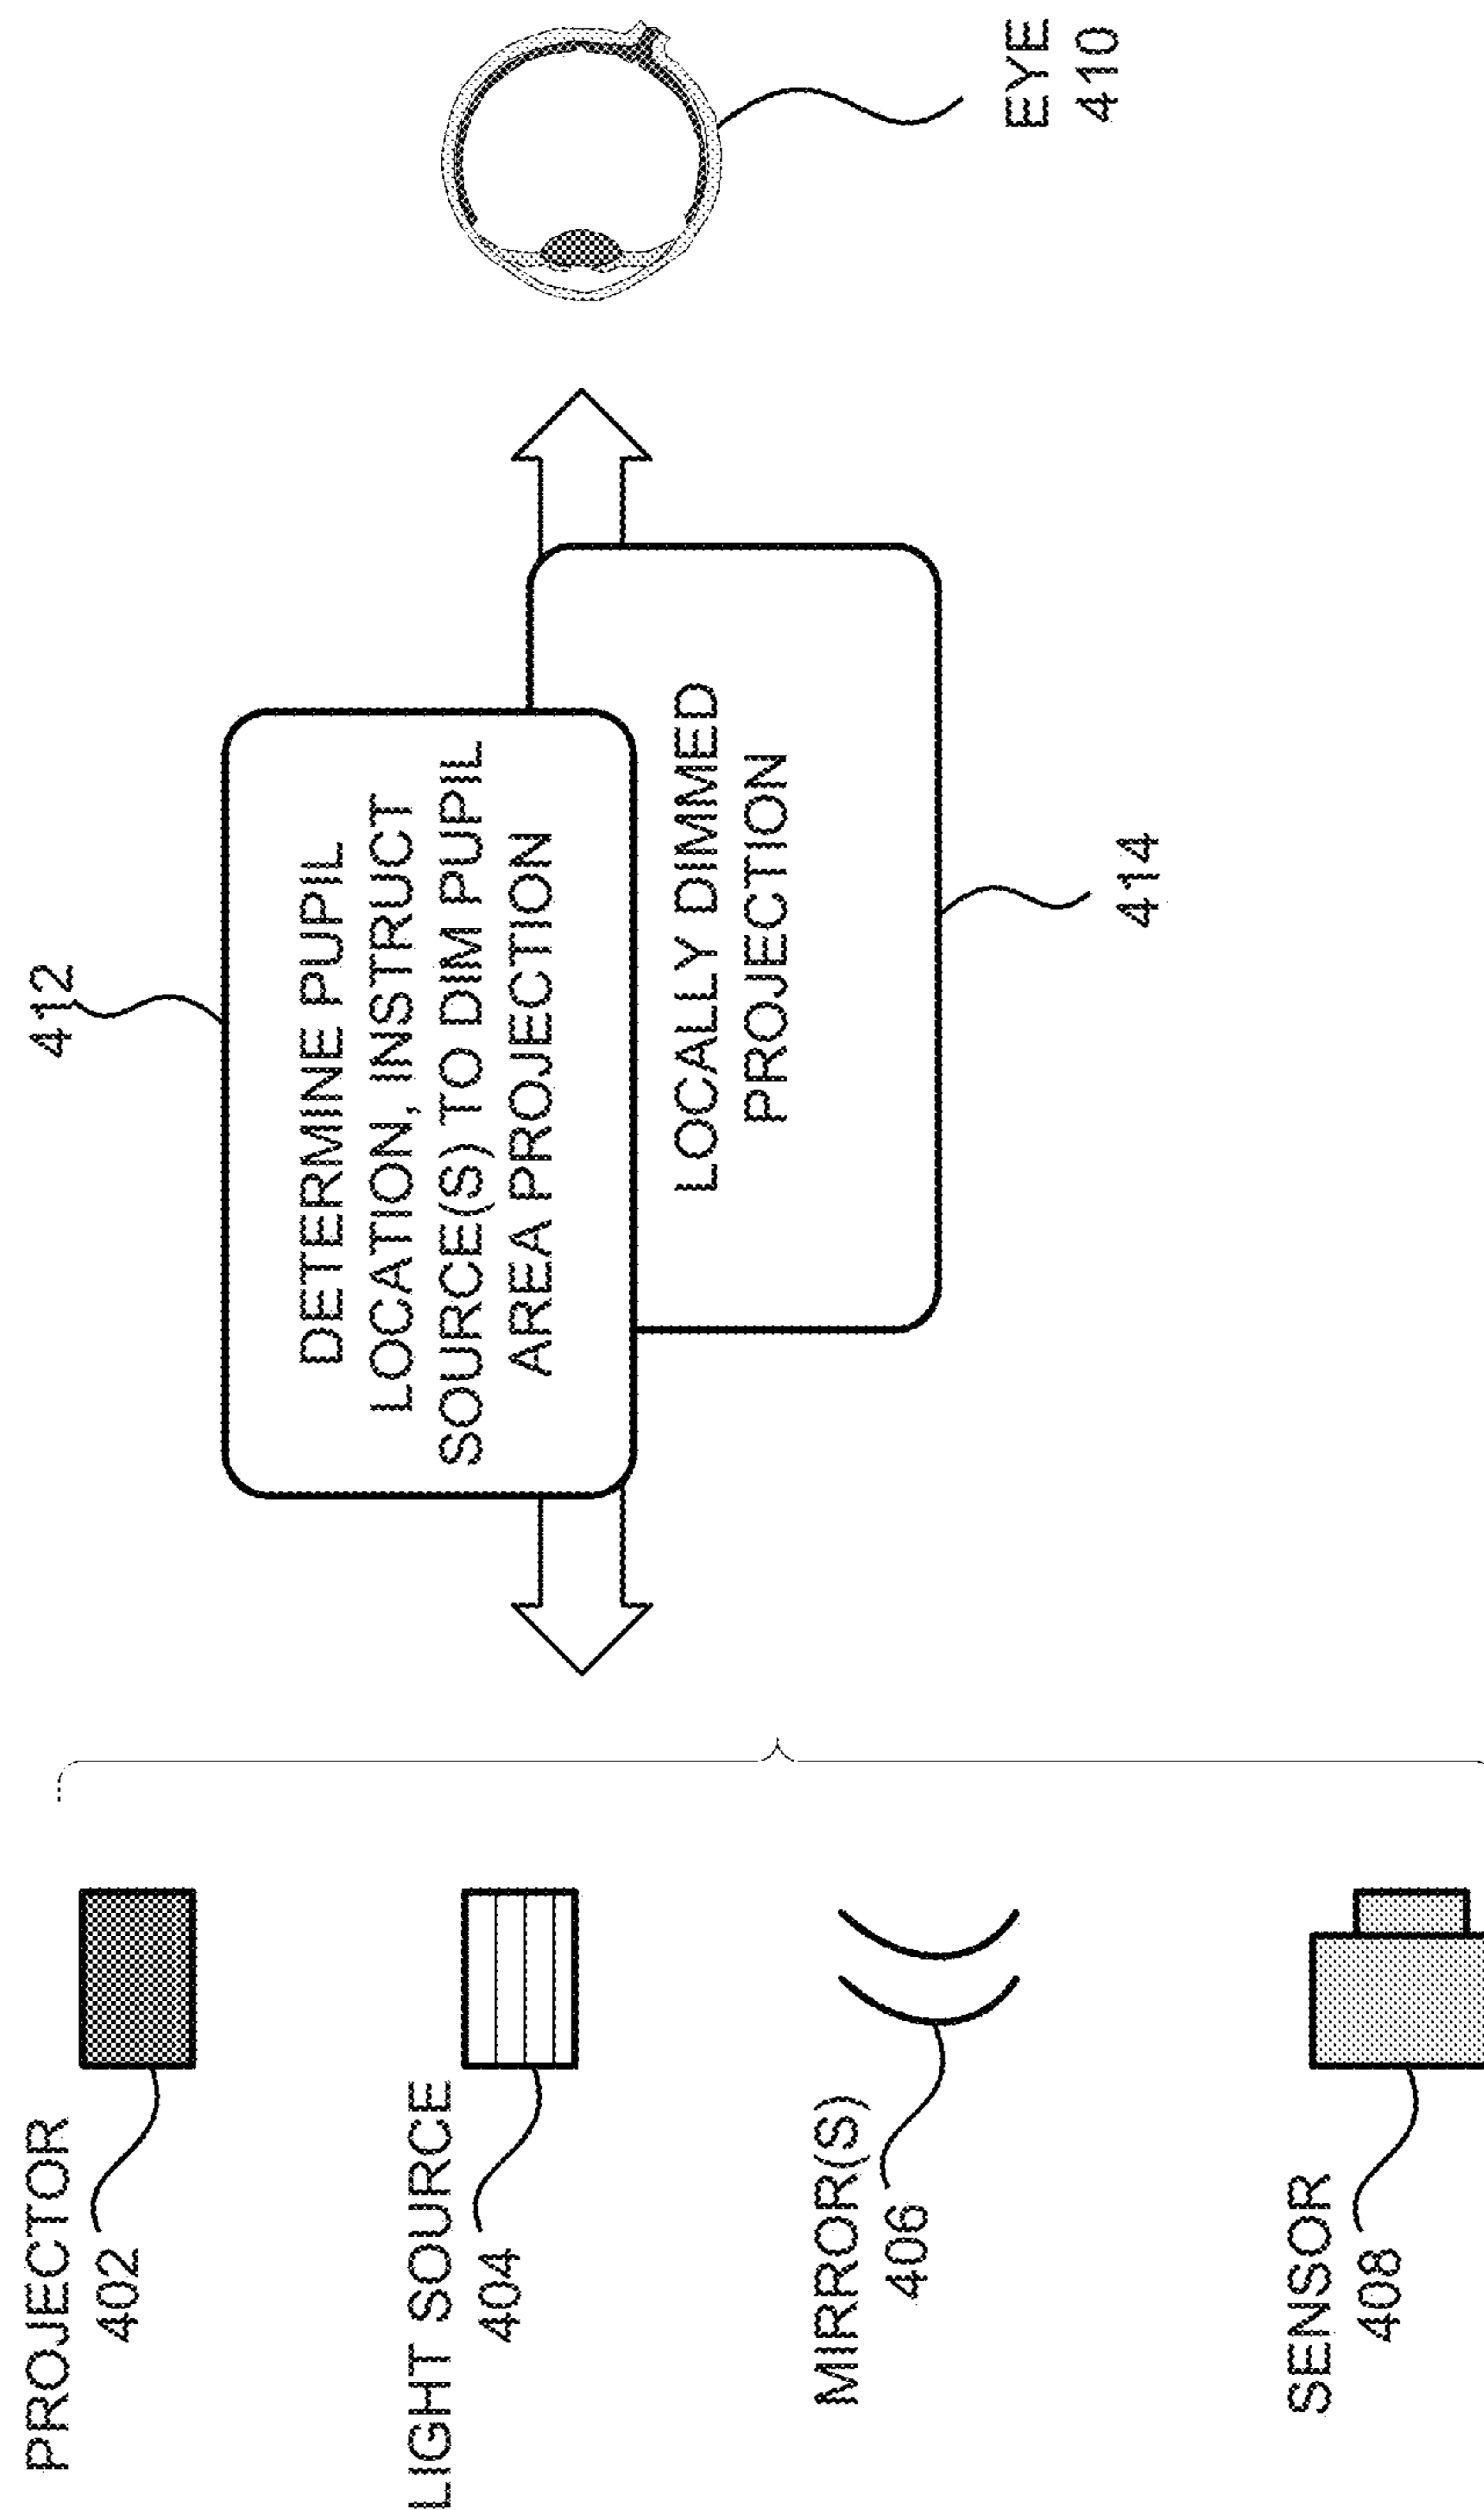 PROJECTOR
402
LIGHT SOURCE
404
MIRROR(S)
406
SENSOR
408
412
DETERMINE PUPIL
LOCATION, INSTRUCT
SOURCE(S) TO DIM PUPIL
AREA PROJECTION
LOCALLY DIMMED
PROJECTION
414
EYE
410